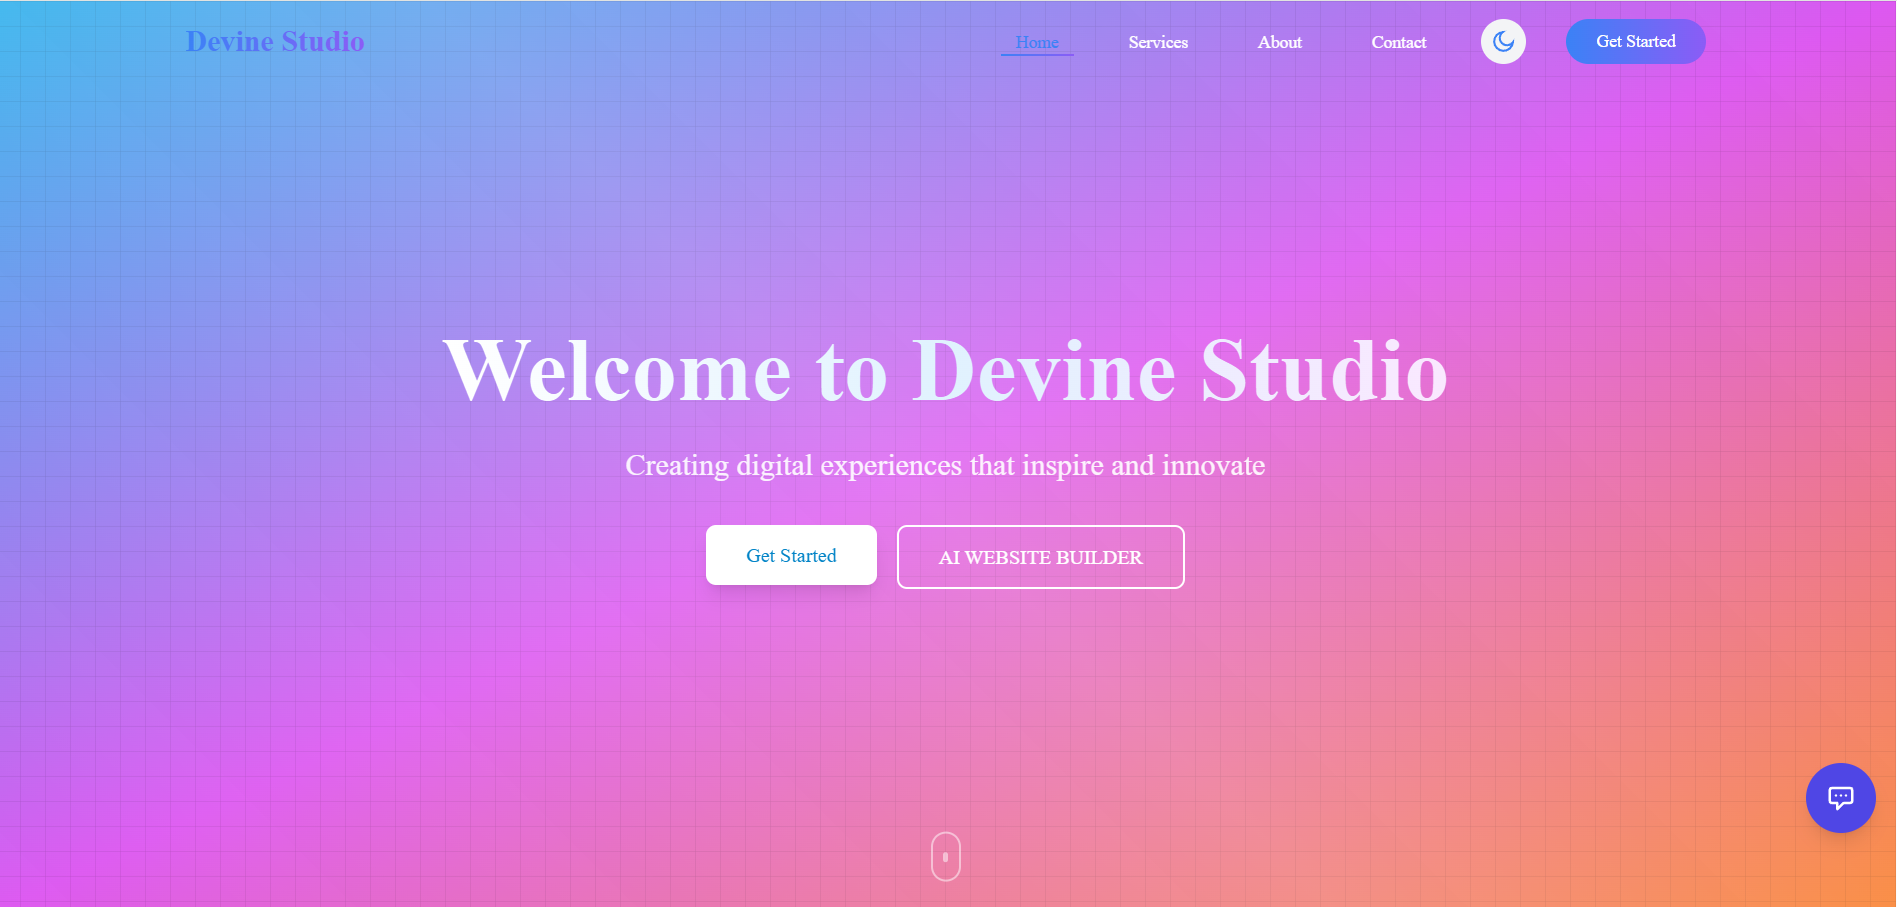 Devine Studio
Home Services About Contact Get Started
Welcome to Devine Studio
Creating digital experiences that inspire and innovate
Get Started AI WEBSITE BUILDER